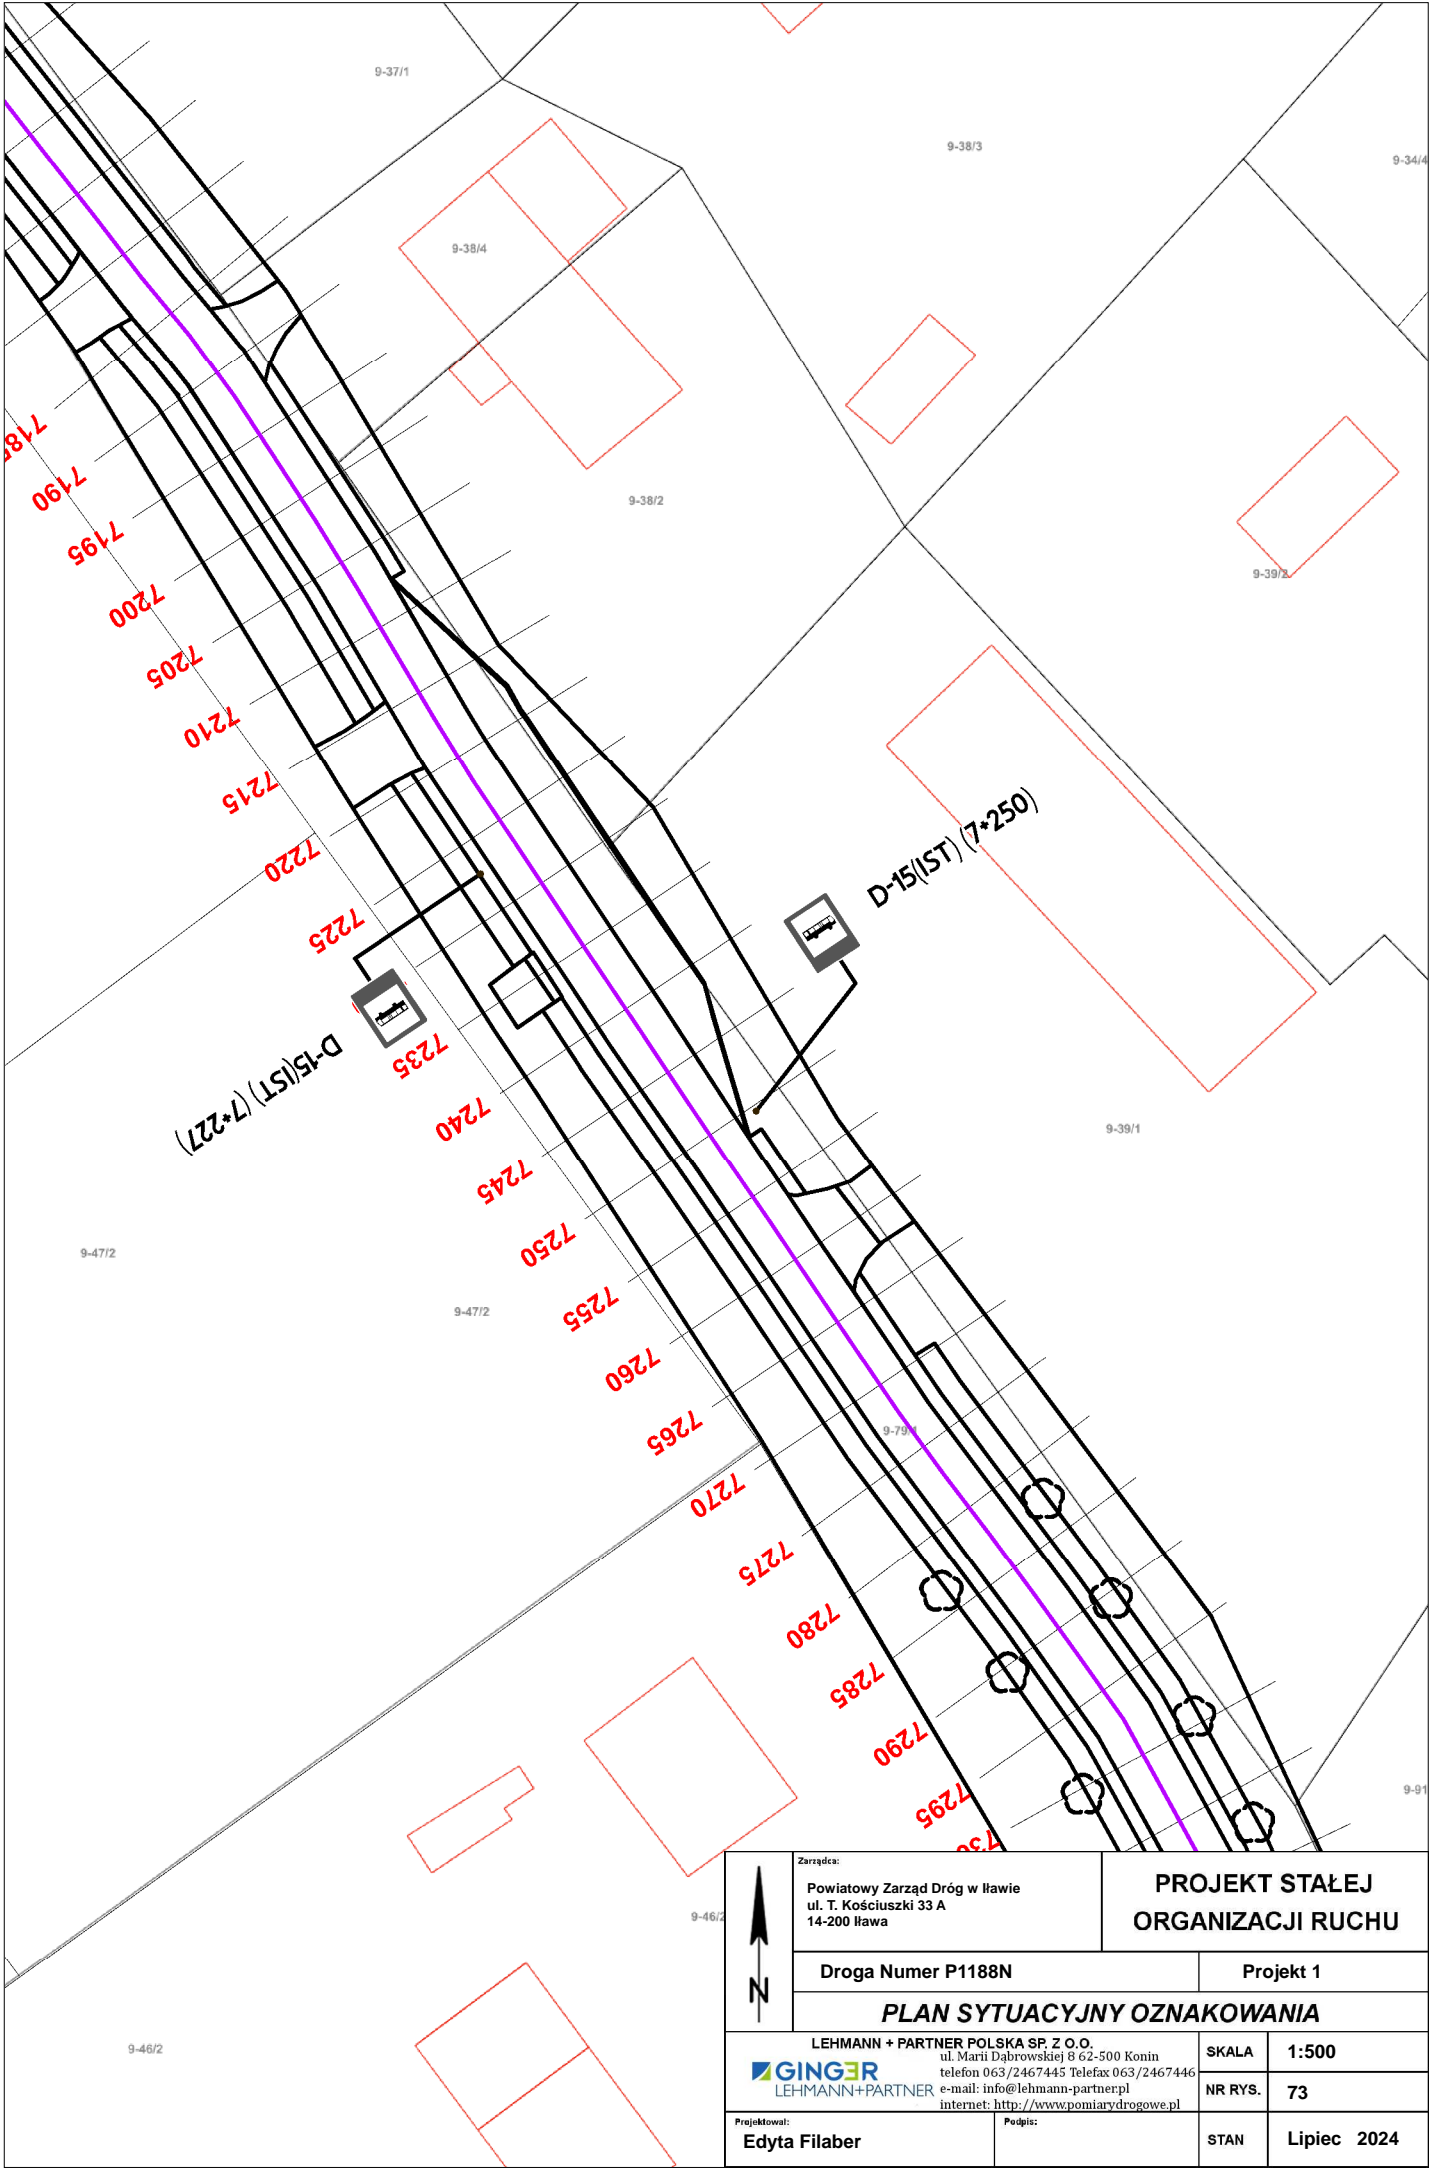 9-37/1
9-38/3
9-34/4
9-38/4
9-38/2
9-39/2
7185
7190
7195
7200
7205
7210
7215
7220
7225
7235
7240
7245
7250
7255
7260
7265
7270
7275
7280
7285
7290
7295
D-15(IST) (7+250)
D-15(IST) (7+227)
9-39/1
9-47/2
9-47/2
9-79/1
9-91
9-46/2
9-46/2
Zarządca:
Powiatowy Zarząd Dróg w Iławie
ul. T. Kościuszki 33 A
14-200 Iława
PROJEKT STAŁEJ
ORGANIZACJI RUCHU
N
Droga Numer P1188N
Projekt 1
PLAN SYTUACYJNY OZNAKOWANIA
LEHMANN + PARTNER POLSKA SP. Z O.O.
ul. Marii Dąbrowskiej 8 62-500 Konin
telefon 063/2467445 Telefax 063/2467446
e-mail: info@lehmann-partner.pl
internet: http://www.pomiarydrogowe.pl
GINGER
LEHMANN+PARTNER
SKALA 1:500
NR RYS. 73
Projektował:
Edyta Filaber
Podpis:
STAN Lipiec 2024